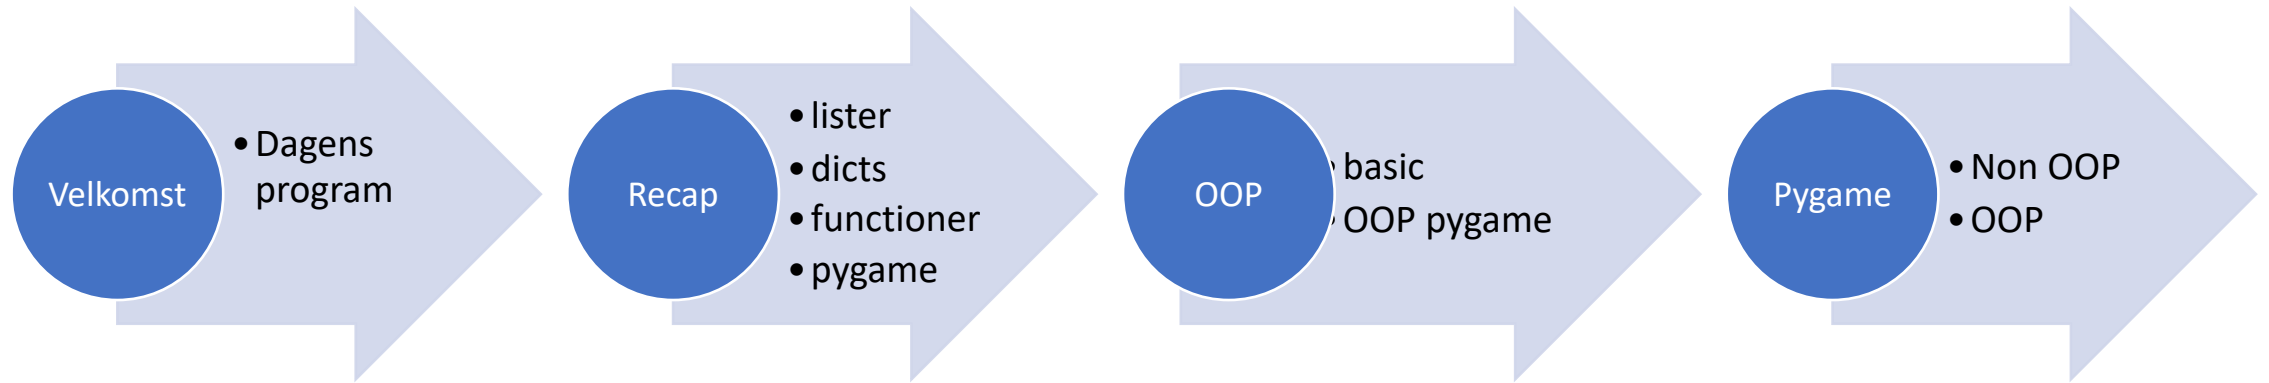 Velkomst
• Dagens
program
Recap
• lister
• dicts
• functioner
• pygame
OOP
• basic
• OOP pygame
Pygame
• Non OOP
• OOP